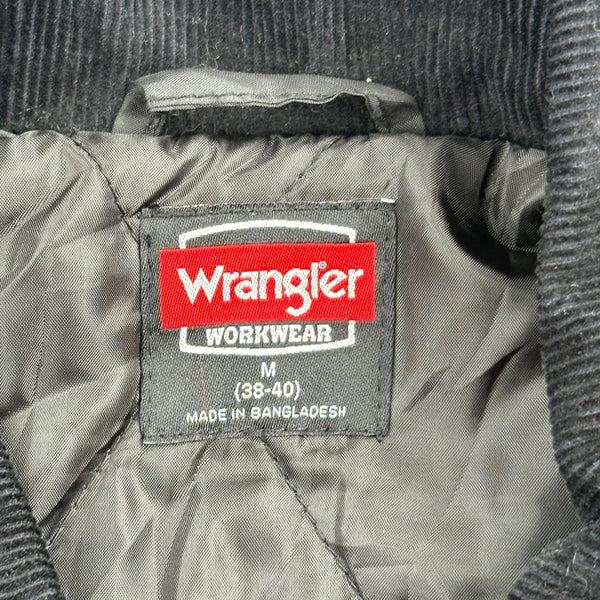 Wrangler®
WORKWEAR
M
(38-40)
MADE IN BANGLADESH